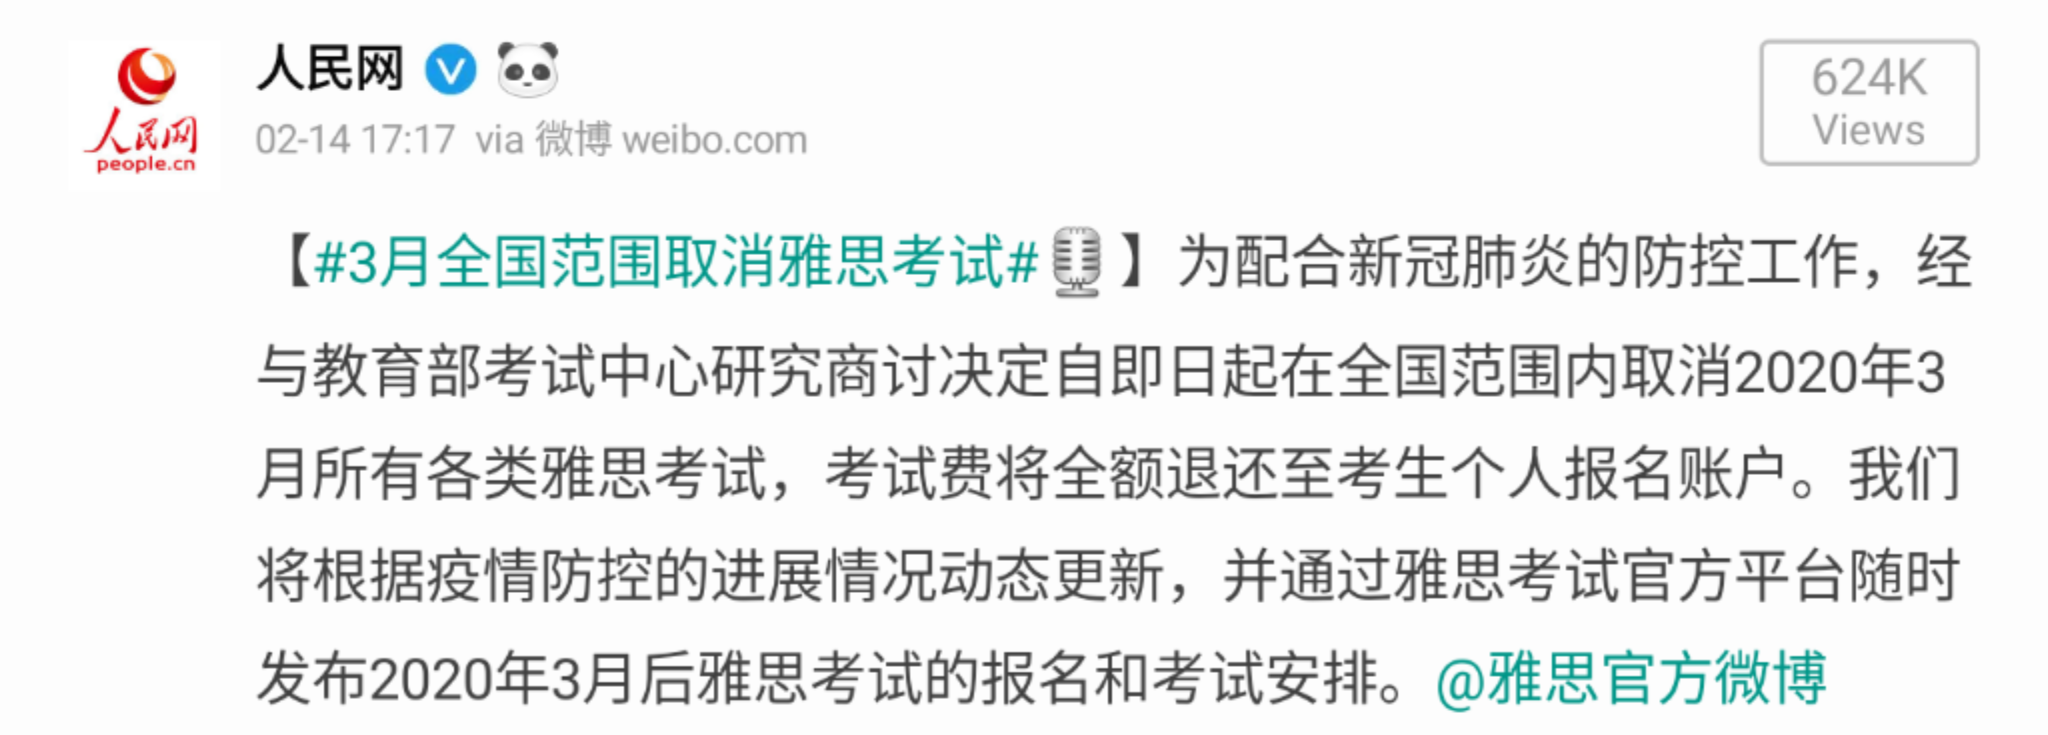 人民网
people.cn
人民网
02-14 17:17 via 微博 weibo.com
624K
Views
【#3月全国范围取消雅思考试#🎙️】为配合新冠肺炎的防控工作，经
与教育部考试中心研究商讨决定自即日起在全国范围内取消2020年3
月所有各类雅思考试，考试费将全额退还至考生个人报名账户。我们
将根据疫情防控的进展情况动态更新，并通过雅思考试官方平台随时
发布2020年3月后雅思考试的报名和考试安排。@雅思官方微博